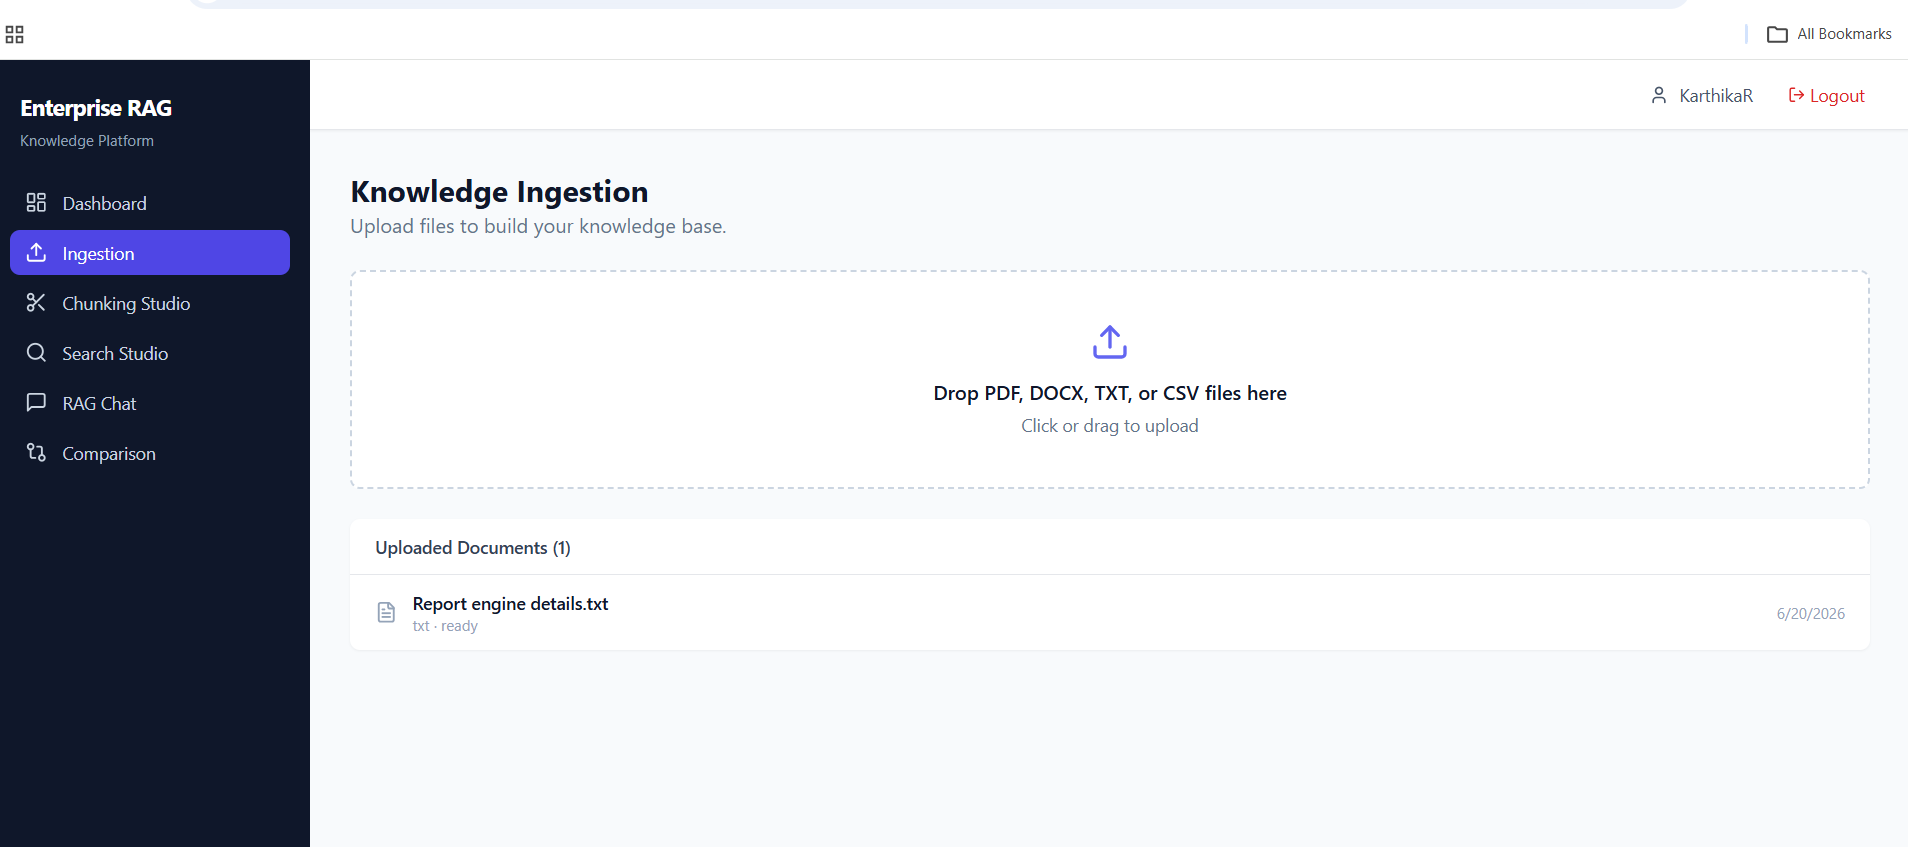 All Bookmarks
Enterprise RAG
Knowledge Platform
Dashboard
Ingestion
Chunking Studio
Search Studio
RAG Chat
Comparison
KarthikaR
Logout
Knowledge Ingestion
Upload files to build your knowledge base.
Drop PDF, DOCX, TXT, or CSV files here
Click or drag to upload
Uploaded Documents (1)
Report engine details.txt
txt · ready
6/20/2026